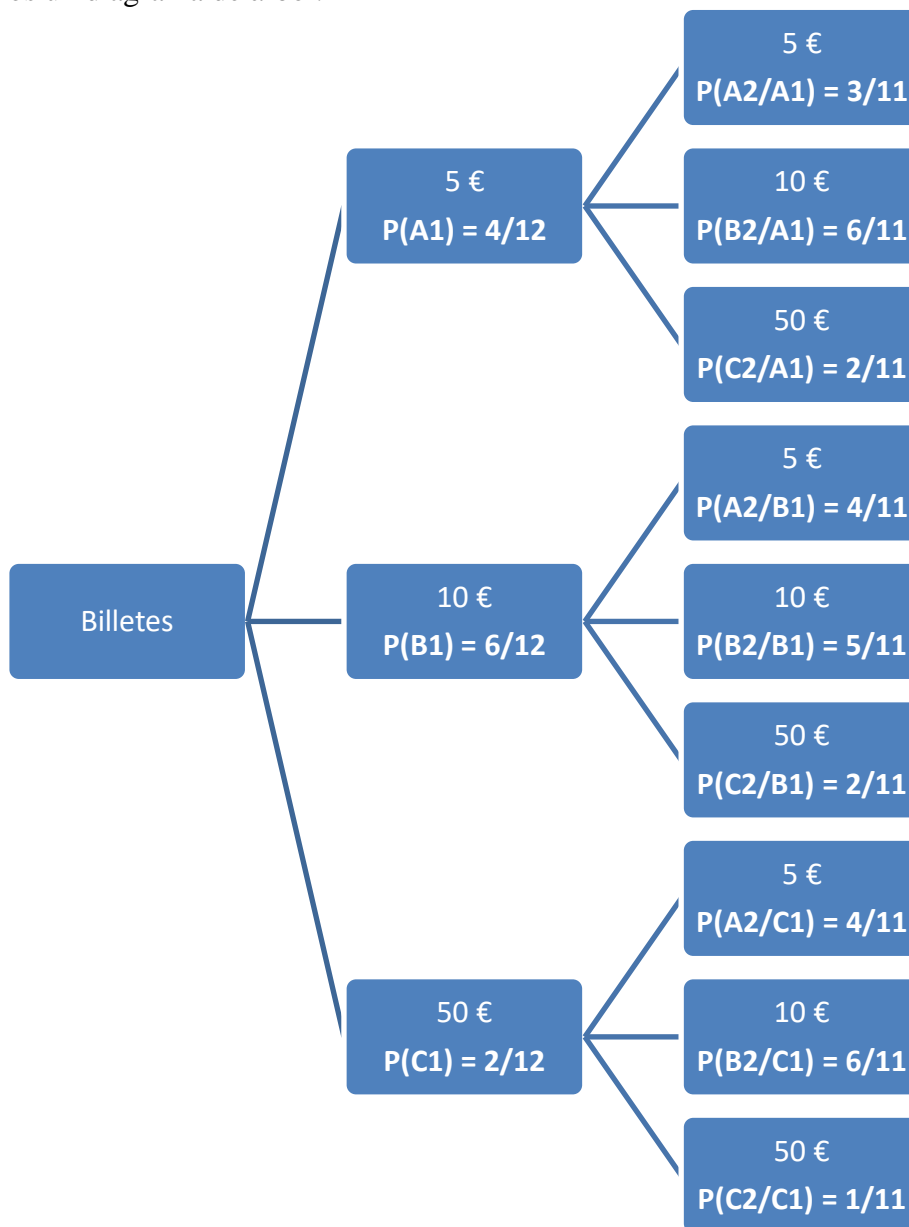 5 €
P(A2/A1) = 3/11
5 €
P(A1) = 4/12
10 €
P(B2/A1) = 6/11
50 €
P(C2/A1) = 2/11
5 €
P(A2/B1) = 4/11
Billetes
10 €
P(B1) = 6/12
10 €
P(B2/B1) = 5/11
50 €
P(C2/B1) = 2/11
5 €
P(A2/C1) = 4/11
50 €
P(C1) = 2/12
10 €
P(B2/C1) = 6/11
50 €
P(C2/C1) = 1/11